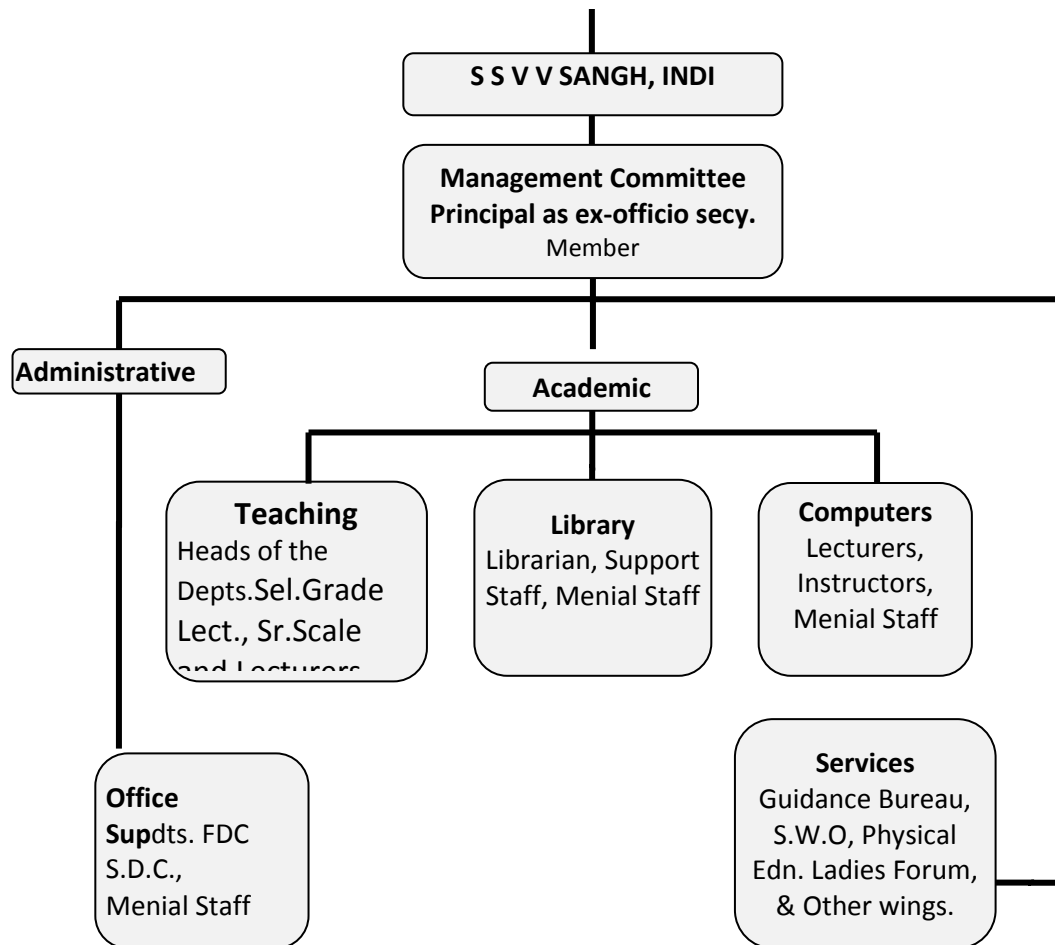 S S V V SANGH, INDI
Management Committee
Principal as ex-officio secy.
Member
Administrative
Academic
Teaching
Heads of the
Depts.Sel.Grade
Lect., Sr.Scale
and Lecturers
Library
Librarian, Support
Staff, Menial Staff
Computers
Lecturers,
Instructors,
Menial Staff
Office
Supdts. FDC
S.D.C.,
Menial Staff
Services
Guidance Bureau,
S.W.O, Physical
Edn. Ladies Forum,
& Other wings.